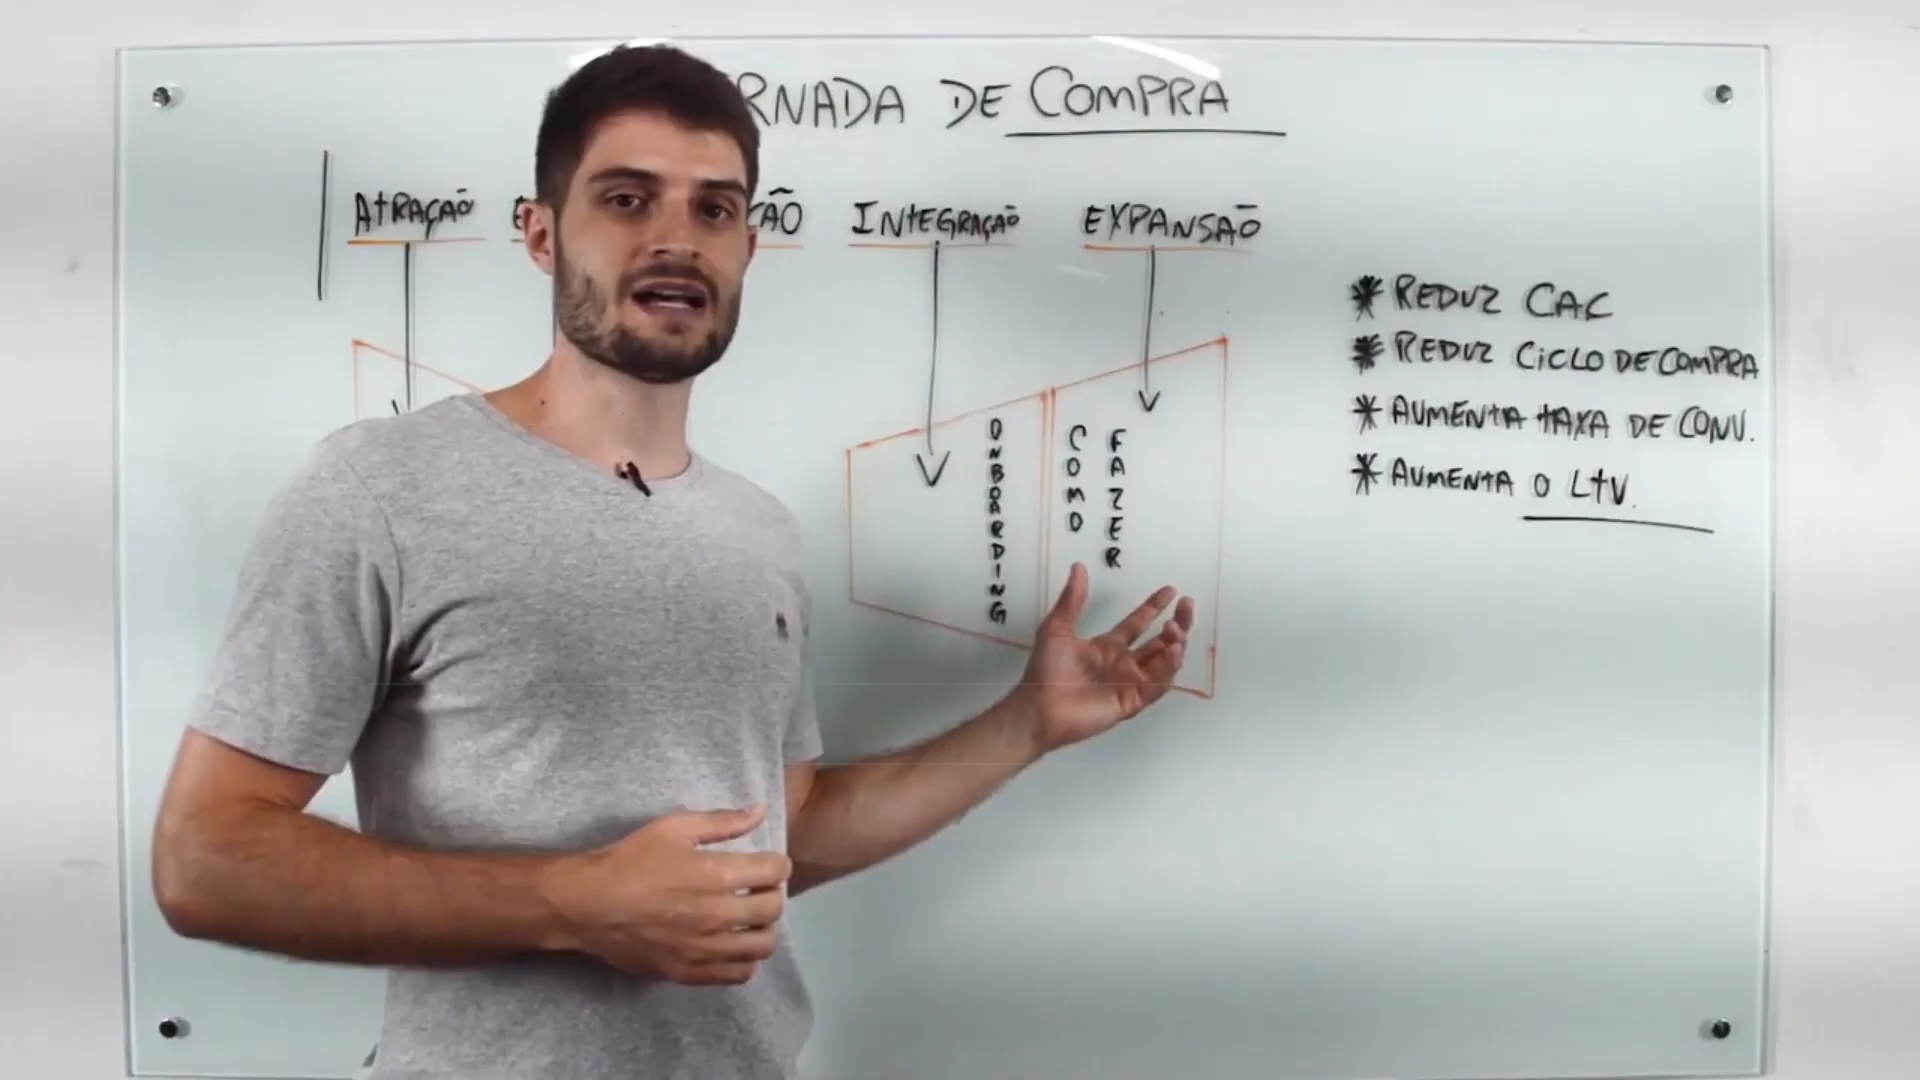 RNADA DE COMPRA
ATRAÇÃO
ÇÃO
INTEGRAÇÃO
EXPANSÃO
ONBOARDING
COMO
FAZER
* REDUZ CAC
* REDUZ CICLO DE COMPRA
* AUMENTA TAXA DE CONV.
* AUMENTA O LTV.